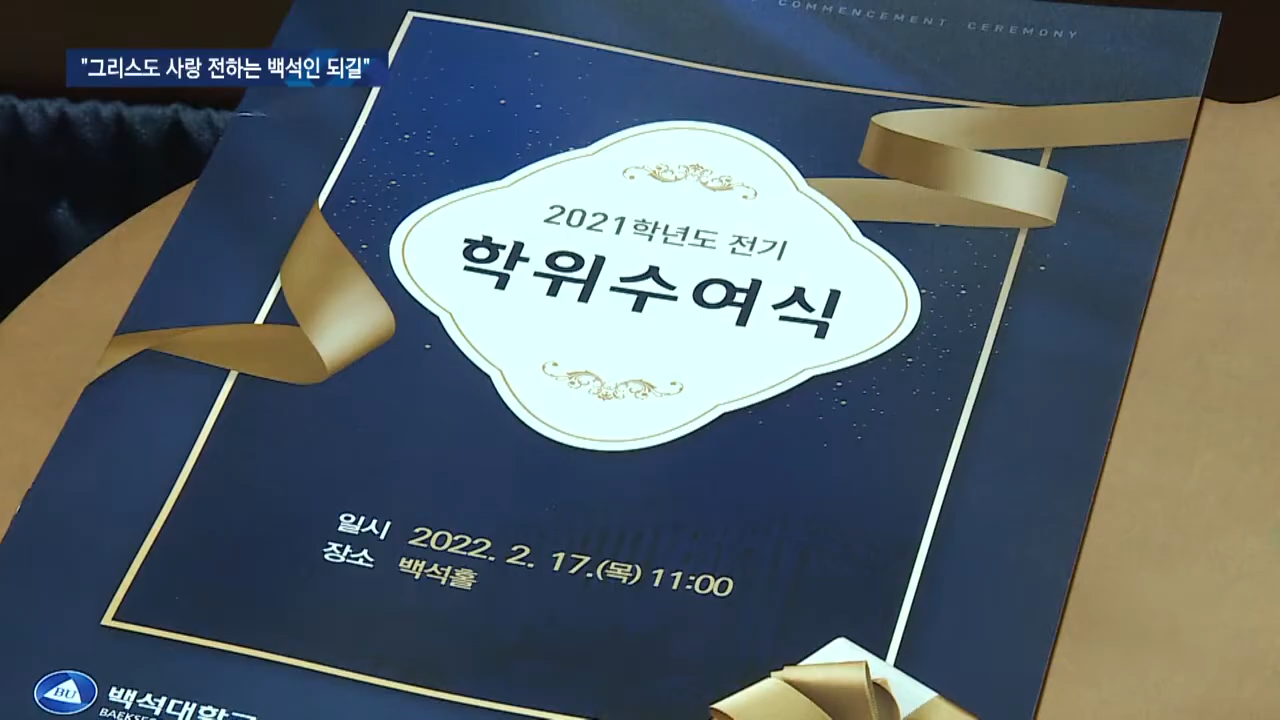 COMMENCEMENT CEREMONY
"그리스도 사랑 전하는 백석인 되길"
2021학년도 전기
학위수여식
일시 2022. 2. 17.(목) 11:00
장소 백석홀
BU 백석대학교